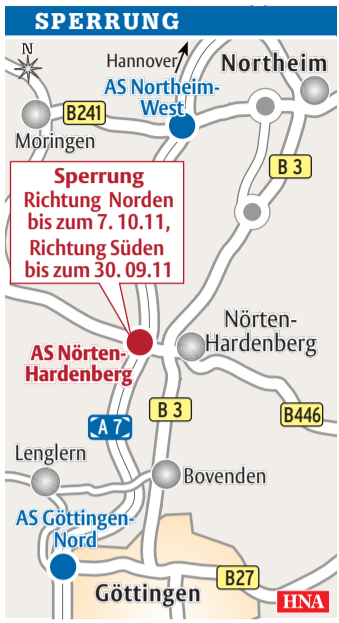 SPERRUNG
N
Hannover
Northeim
AS Northeim-
West
B241
Moringen
B 3
Sperrung
Richtung Norden
bis zum 7. 10.11,
Richtung Süden
bis zum 30. 09.11
Nörten-
Hardenberg
AS Nörten-
Hardenberg
B 3
A 7
B446
Lenglern
Bovenden
AS Göttingen-
Nord
B27
Göttingen
HNA